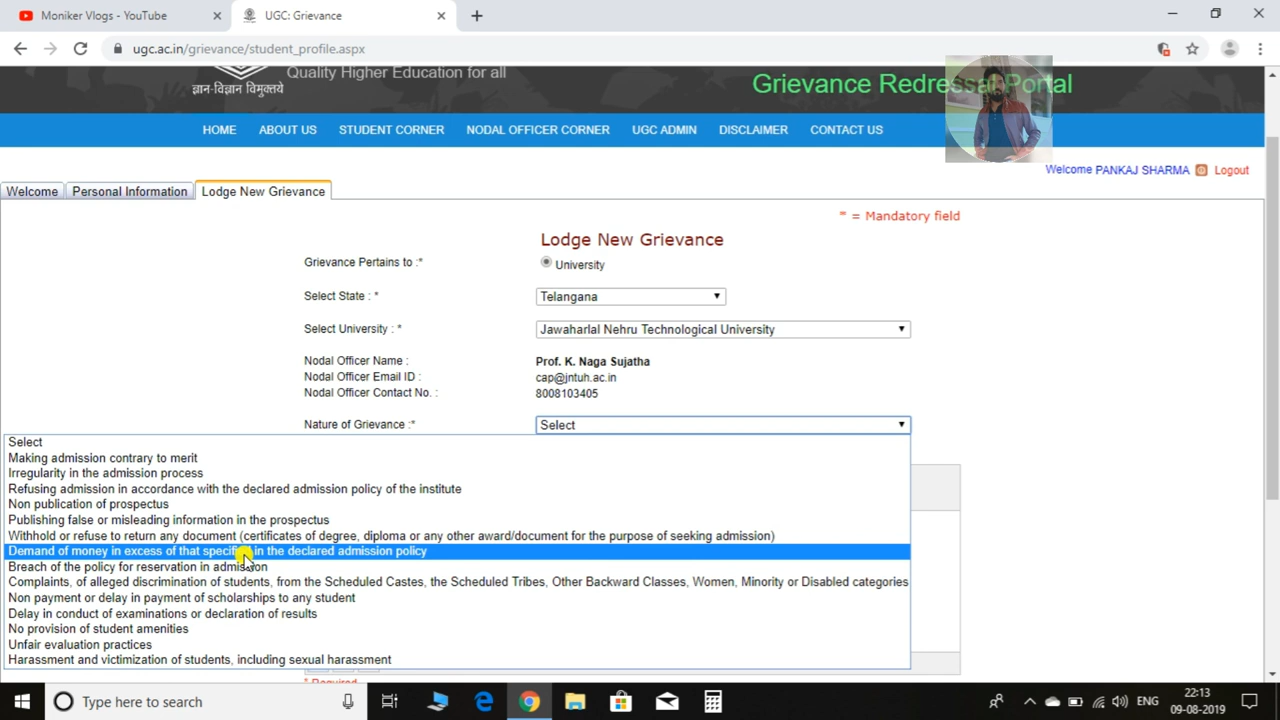 Moniker Vlogs - YouTube
UGC: Grievance
ugc.ac.in/grievance/student_profile.aspx
Quality Higher Education for all
ज्ञान-विज्ञान विमुक्तये
Grievance Redressal Portal
HOME ABOUT US STUDENT CORNER NODAL OFFICER CORNER UGC ADMIN DISCLAIMER CONTACT US
Welcome PANKAJ SHARMA Logout
Welcome Personal Information Lodge New Grievance
* = Mandatory field
Lodge New Grievance
Grievance Pertains to :* University
Select State : * Telangana
Select University : * Jawaharlal Nehru Technological University
Nodal Officer Name : Prof. K. Naga Sujatha
Nodal Officer Email ID : cap@jntuh.ac.in
Nodal Officer Contact No. : 8008103405
Nature of Grievance :* Select
Select
Making admission contrary to merit
Irregularity in the admission process
Refusing admission in accordance with the declared admission policy of the institute
Non publication of prospectus
Publishing false or misleading information in the prospectus
Withhold or refuse to return any document (certificates of degree, diploma or any other award/document for the purpose of seeking admission)
Demand of money in excess of that specified in the declared admission policy
Breach of the policy for reservation in admission
Complaints, of alleged discrimination of students, from the Scheduled Castes, the Scheduled Tribes, Other Backward Classes, Women, Minority or Disabled categories
Non payment or delay in payment of scholarships to any student
Delay in conduct of examinations or declaration of results
No provision of student amenities
Unfair evaluation practices
Harassment and victimization of students, including sexual harassment
* Required
Type here to search
ENG
22:13
09-08-2019